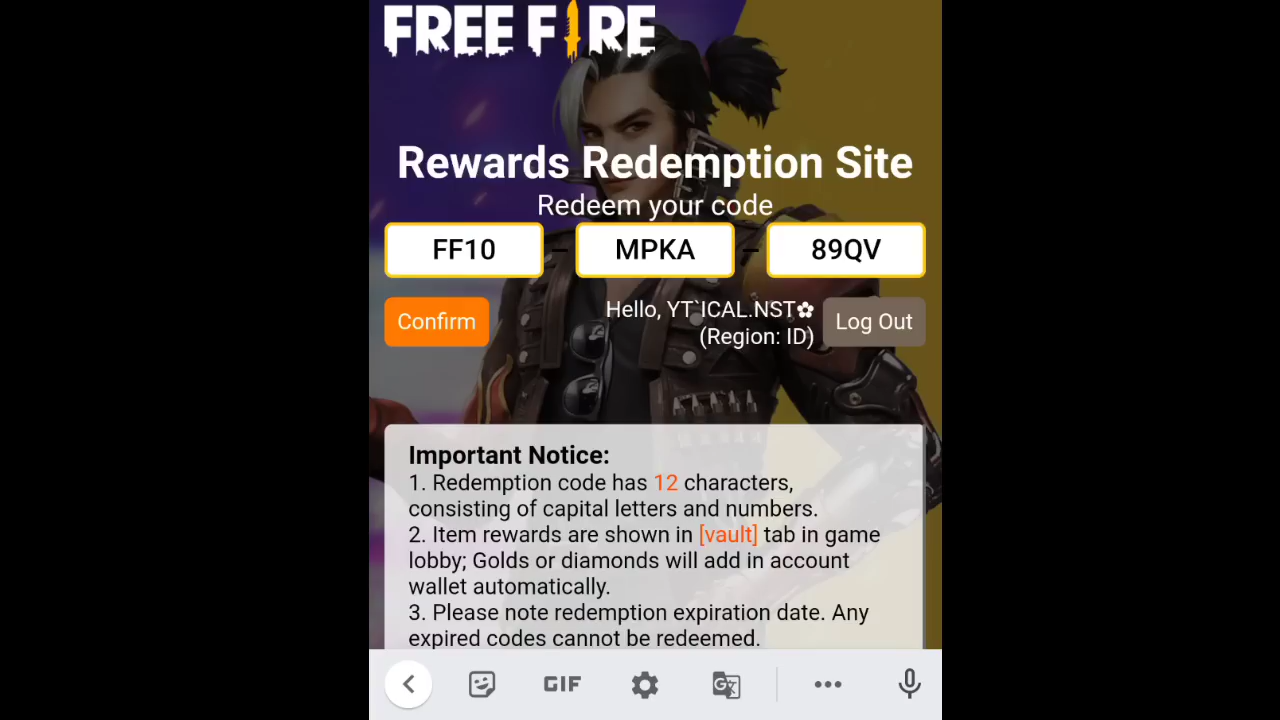 FREE FIRE
Rewards Redemption Site
Redeem your code
FF10 – MPKA – 89QV
Confirm
Hello, YT`ICAL.NST✿
(Region: ID)
Log Out
Important Notice:
1. Redemption code has 12 characters,
consisting of capital letters and numbers.
2. Item rewards are shown in [vault] tab in game
lobby; Golds or diamonds will add in account
wallet automatically.
3. Please note redemption expiration date. Any
expired codes cannot be redeemed.
GIF